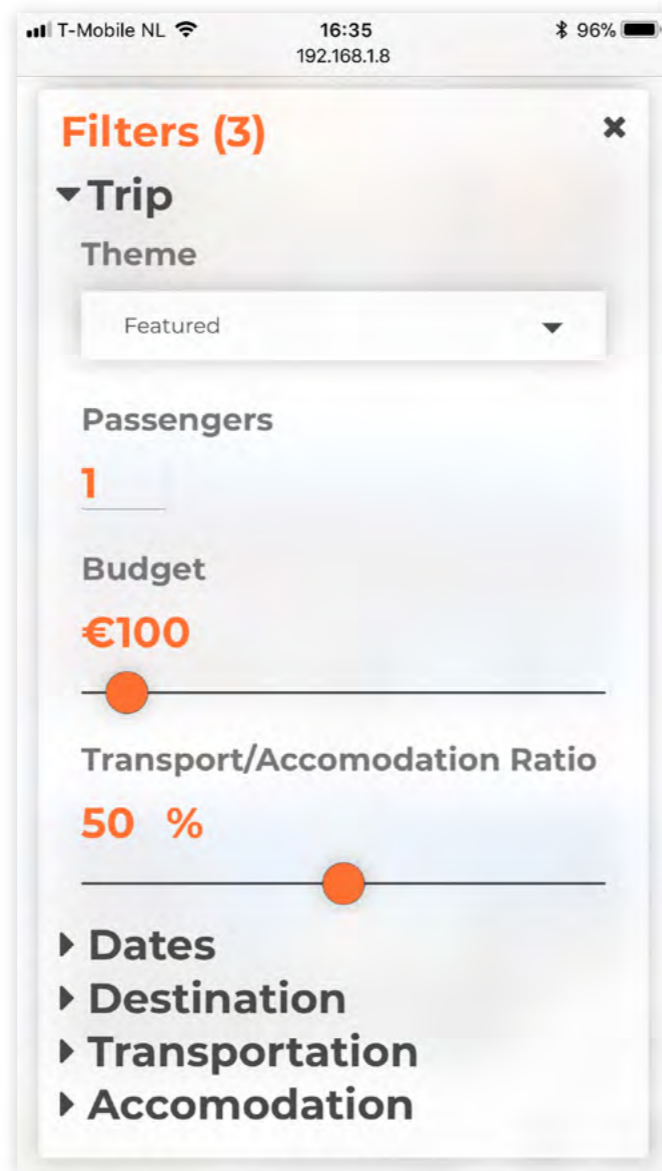 T-Mobile NL 16:35 96%
192.168.1.8
Filters (3)
Trip
Theme
Featured
Passengers
1
Budget
€100
Transport/Accomodation Ratio
50 %
Dates
Destination
Transportation
Accomodation